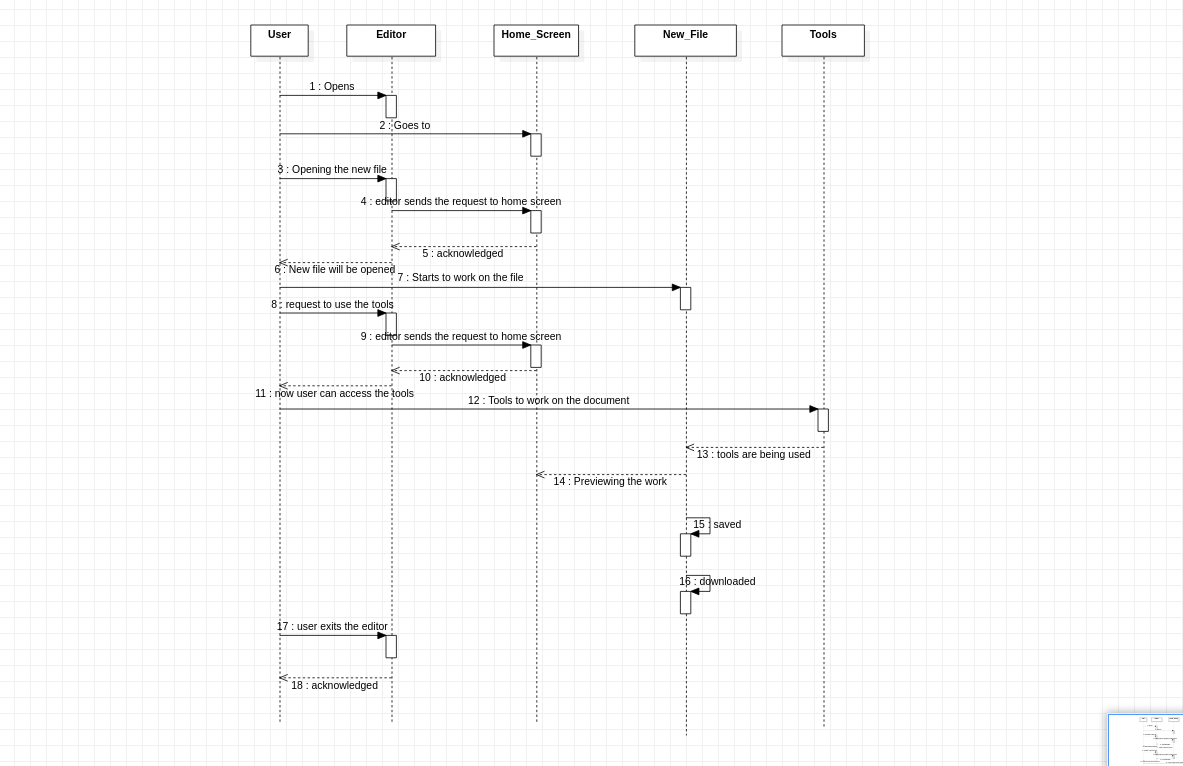 User
Editor
Home_Screen
New_File
Tools
1 : Opens
2 : Goes to
3 : Opening the new file
4 : editor sends the request to home screen
5 : acknowledged
6 : New file will be opened
7 : Starts to work on the file
8 : request to use the tools
9 : editor sends the request to home screen
10 : acknowledged
11 : now user can access the tools
12 : Tools to work on the document
13 : tools are being used
14 : Previewing the work
15 : saved
16 : downloaded
17 : user exits the editor
18 : acknowledged